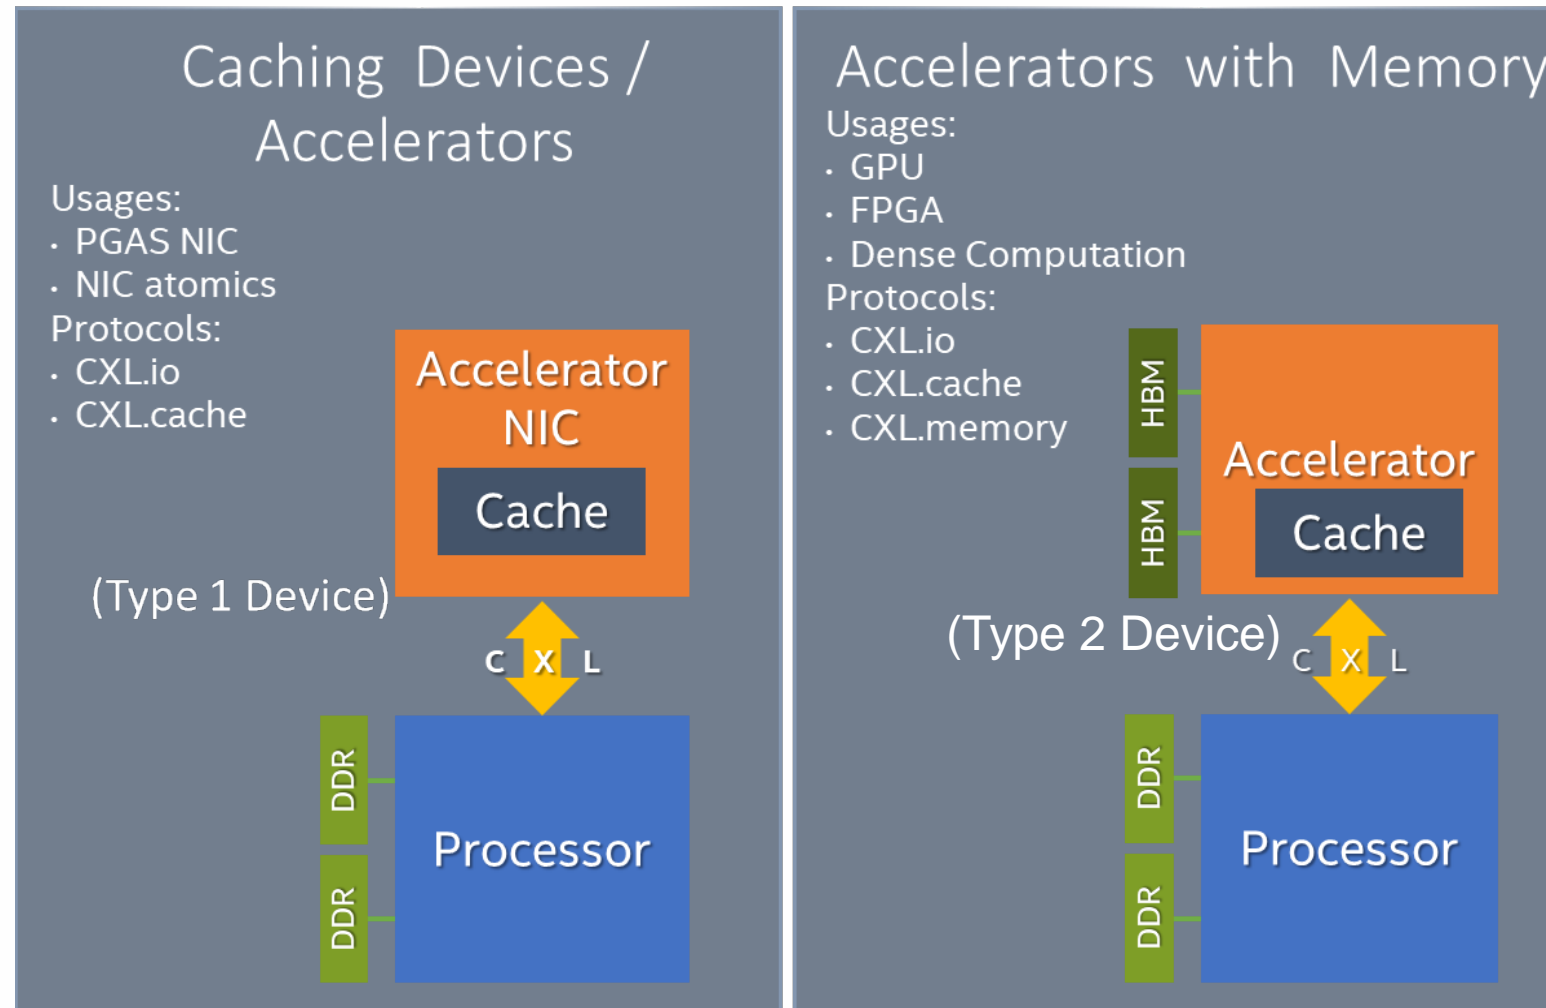 Caching Devices /
Accelerators
Usages:
· PGAS NIC
· NIC atomics
Protocols:
· CXL.io
· CXL.cache
Accelerator
NIC
Cache
(Type 1 Device)
C X L
DDR
DDR
Processor
Accelerators with Memory
Usages:
· GPU
· FPGA
· Dense Computation
Protocols:
· CXL.io
· CXL.cache
· CXL.memory
HBM
HBM
Accelerator
Cache
(Type 2 Device)
C X L
DDR
DDR
Processor